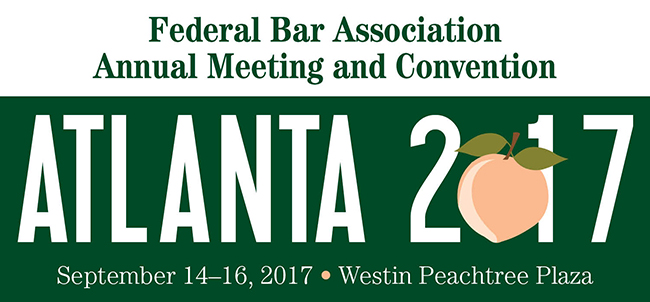 Federal Bar Association
Annual Meeting and Convention
ATLANTA 2017
September 14–16, 2017 • Westin Peachtree Plaza